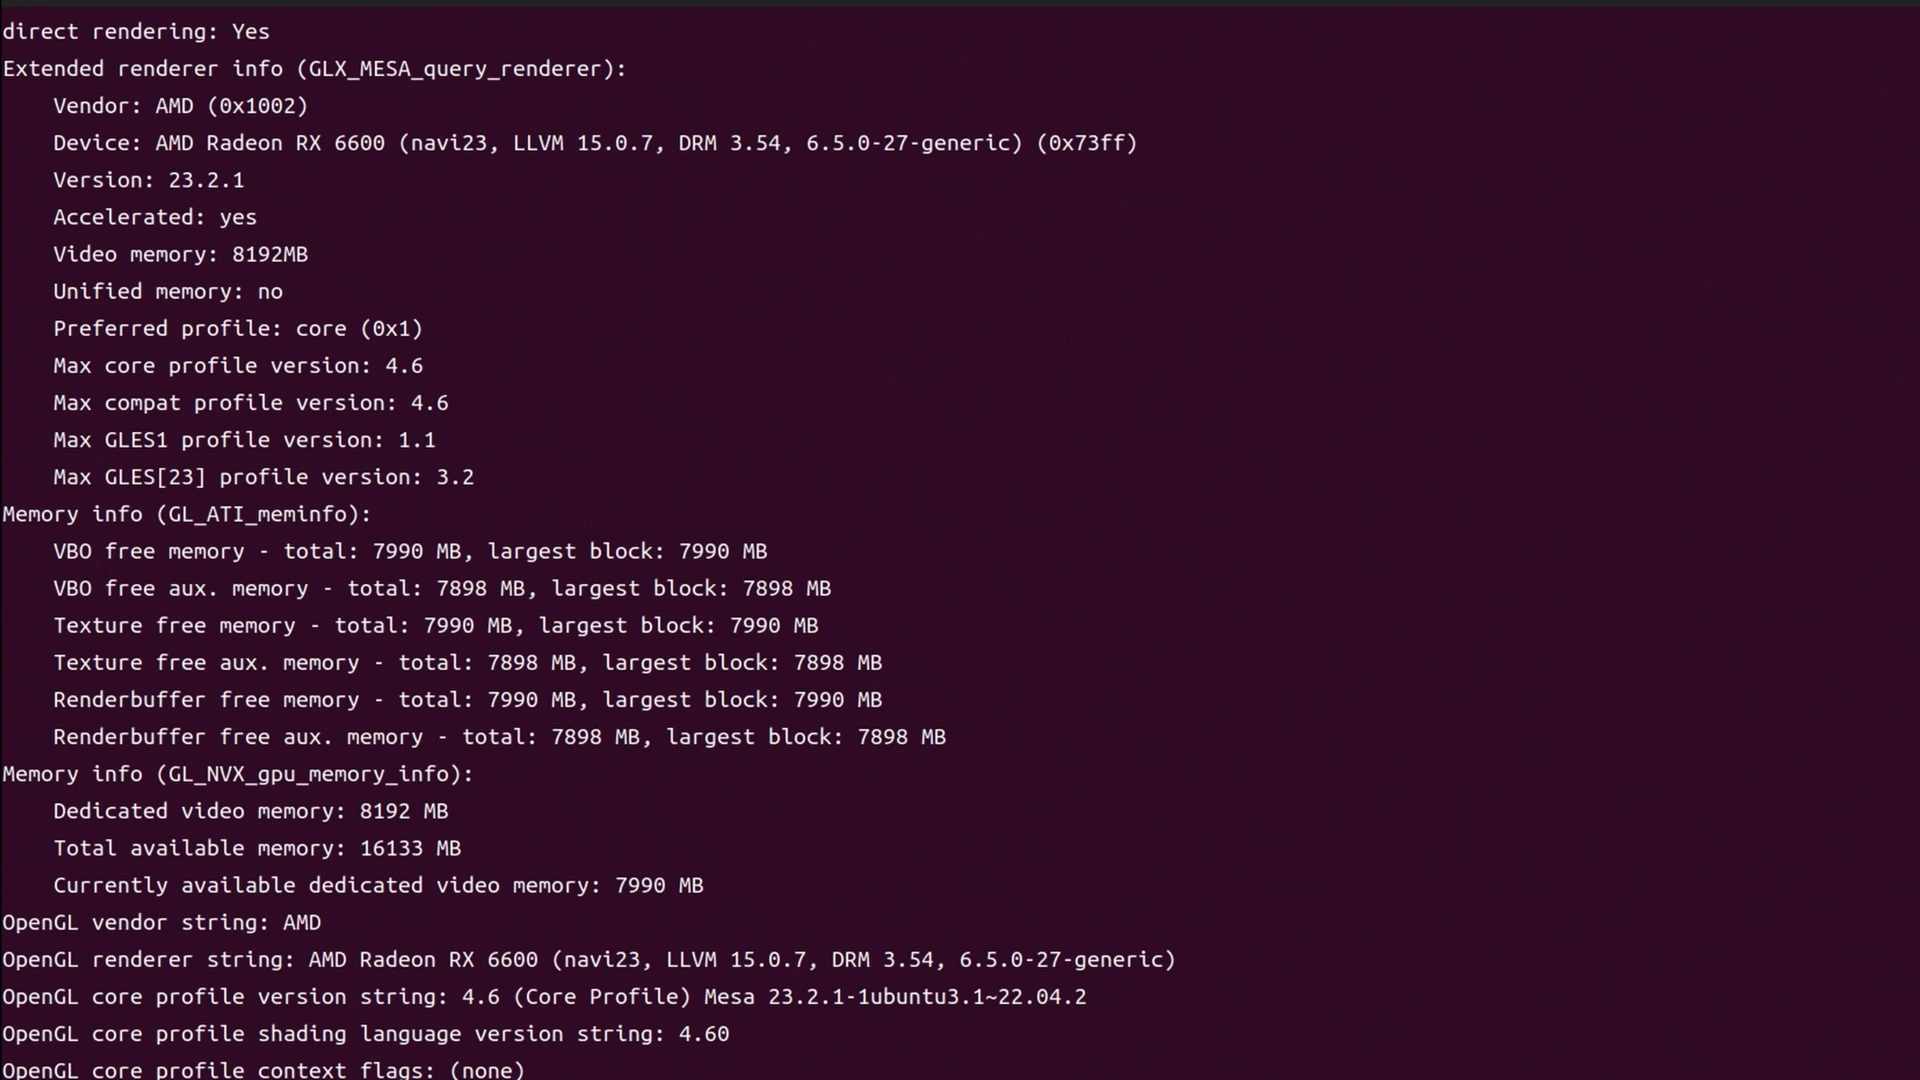 direct rendering: Yes
Extended renderer info (GLX_MESA_query_renderer):
    Vendor: AMD (0x1002)
    Device: AMD Radeon RX 6600 (navi23, LLVM 15.0.7, DRM 3.54, 6.5.0-27-generic) (0x73ff)
    Version: 23.2.1
    Accelerated: yes
    Video memory: 8192MB
    Unified memory: no
    Preferred profile: core (0x1)
    Max core profile version: 4.6
    Max compat profile version: 4.6
    Max GLES1 profile version: 1.1
    Max GLES[23] profile version: 3.2
Memory info (GL_ATI_meminfo):
    VBO free memory - total: 7990 MB, largest block: 7990 MB
    VBO free aux. memory - total: 7898 MB, largest block: 7898 MB
    Texture free memory - total: 7990 MB, largest block: 7990 MB
    Texture free aux. memory - total: 7898 MB, largest block: 7898 MB
    Renderbuffer free memory - total: 7990 MB, largest block: 7990 MB
    Renderbuffer free aux. memory - total: 7898 MB, largest block: 7898 MB
Memory info (GL_NVX_gpu_memory_info):
    Dedicated video memory: 8192 MB
    Total available memory: 16133 MB
    Currently available dedicated video memory: 7990 MB
OpenGL vendor string: AMD
OpenGL renderer string: AMD Radeon RX 6600 (navi23, LLVM 15.0.7, DRM 3.54, 6.5.0-27-generic)
OpenGL core profile version string: 4.6 (Core Profile) Mesa 23.2.1-1ubuntu3.1~22.04.2
OpenGL core profile shading language version string: 4.60
OpenGL core profile context flags: (none)